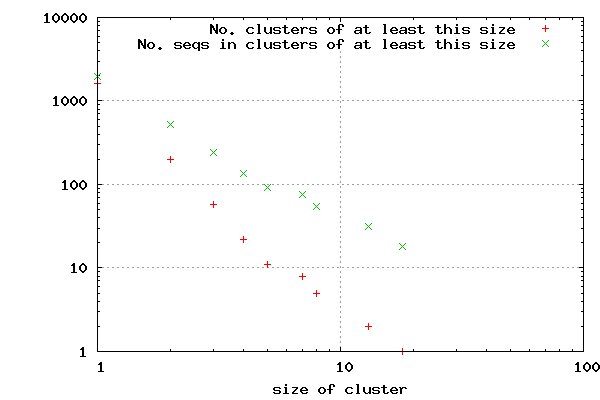 10000
No. clusters of at least this size
No. seqs in clusters of at least this size
1000
100
10
1
1 10 100
size of cluster